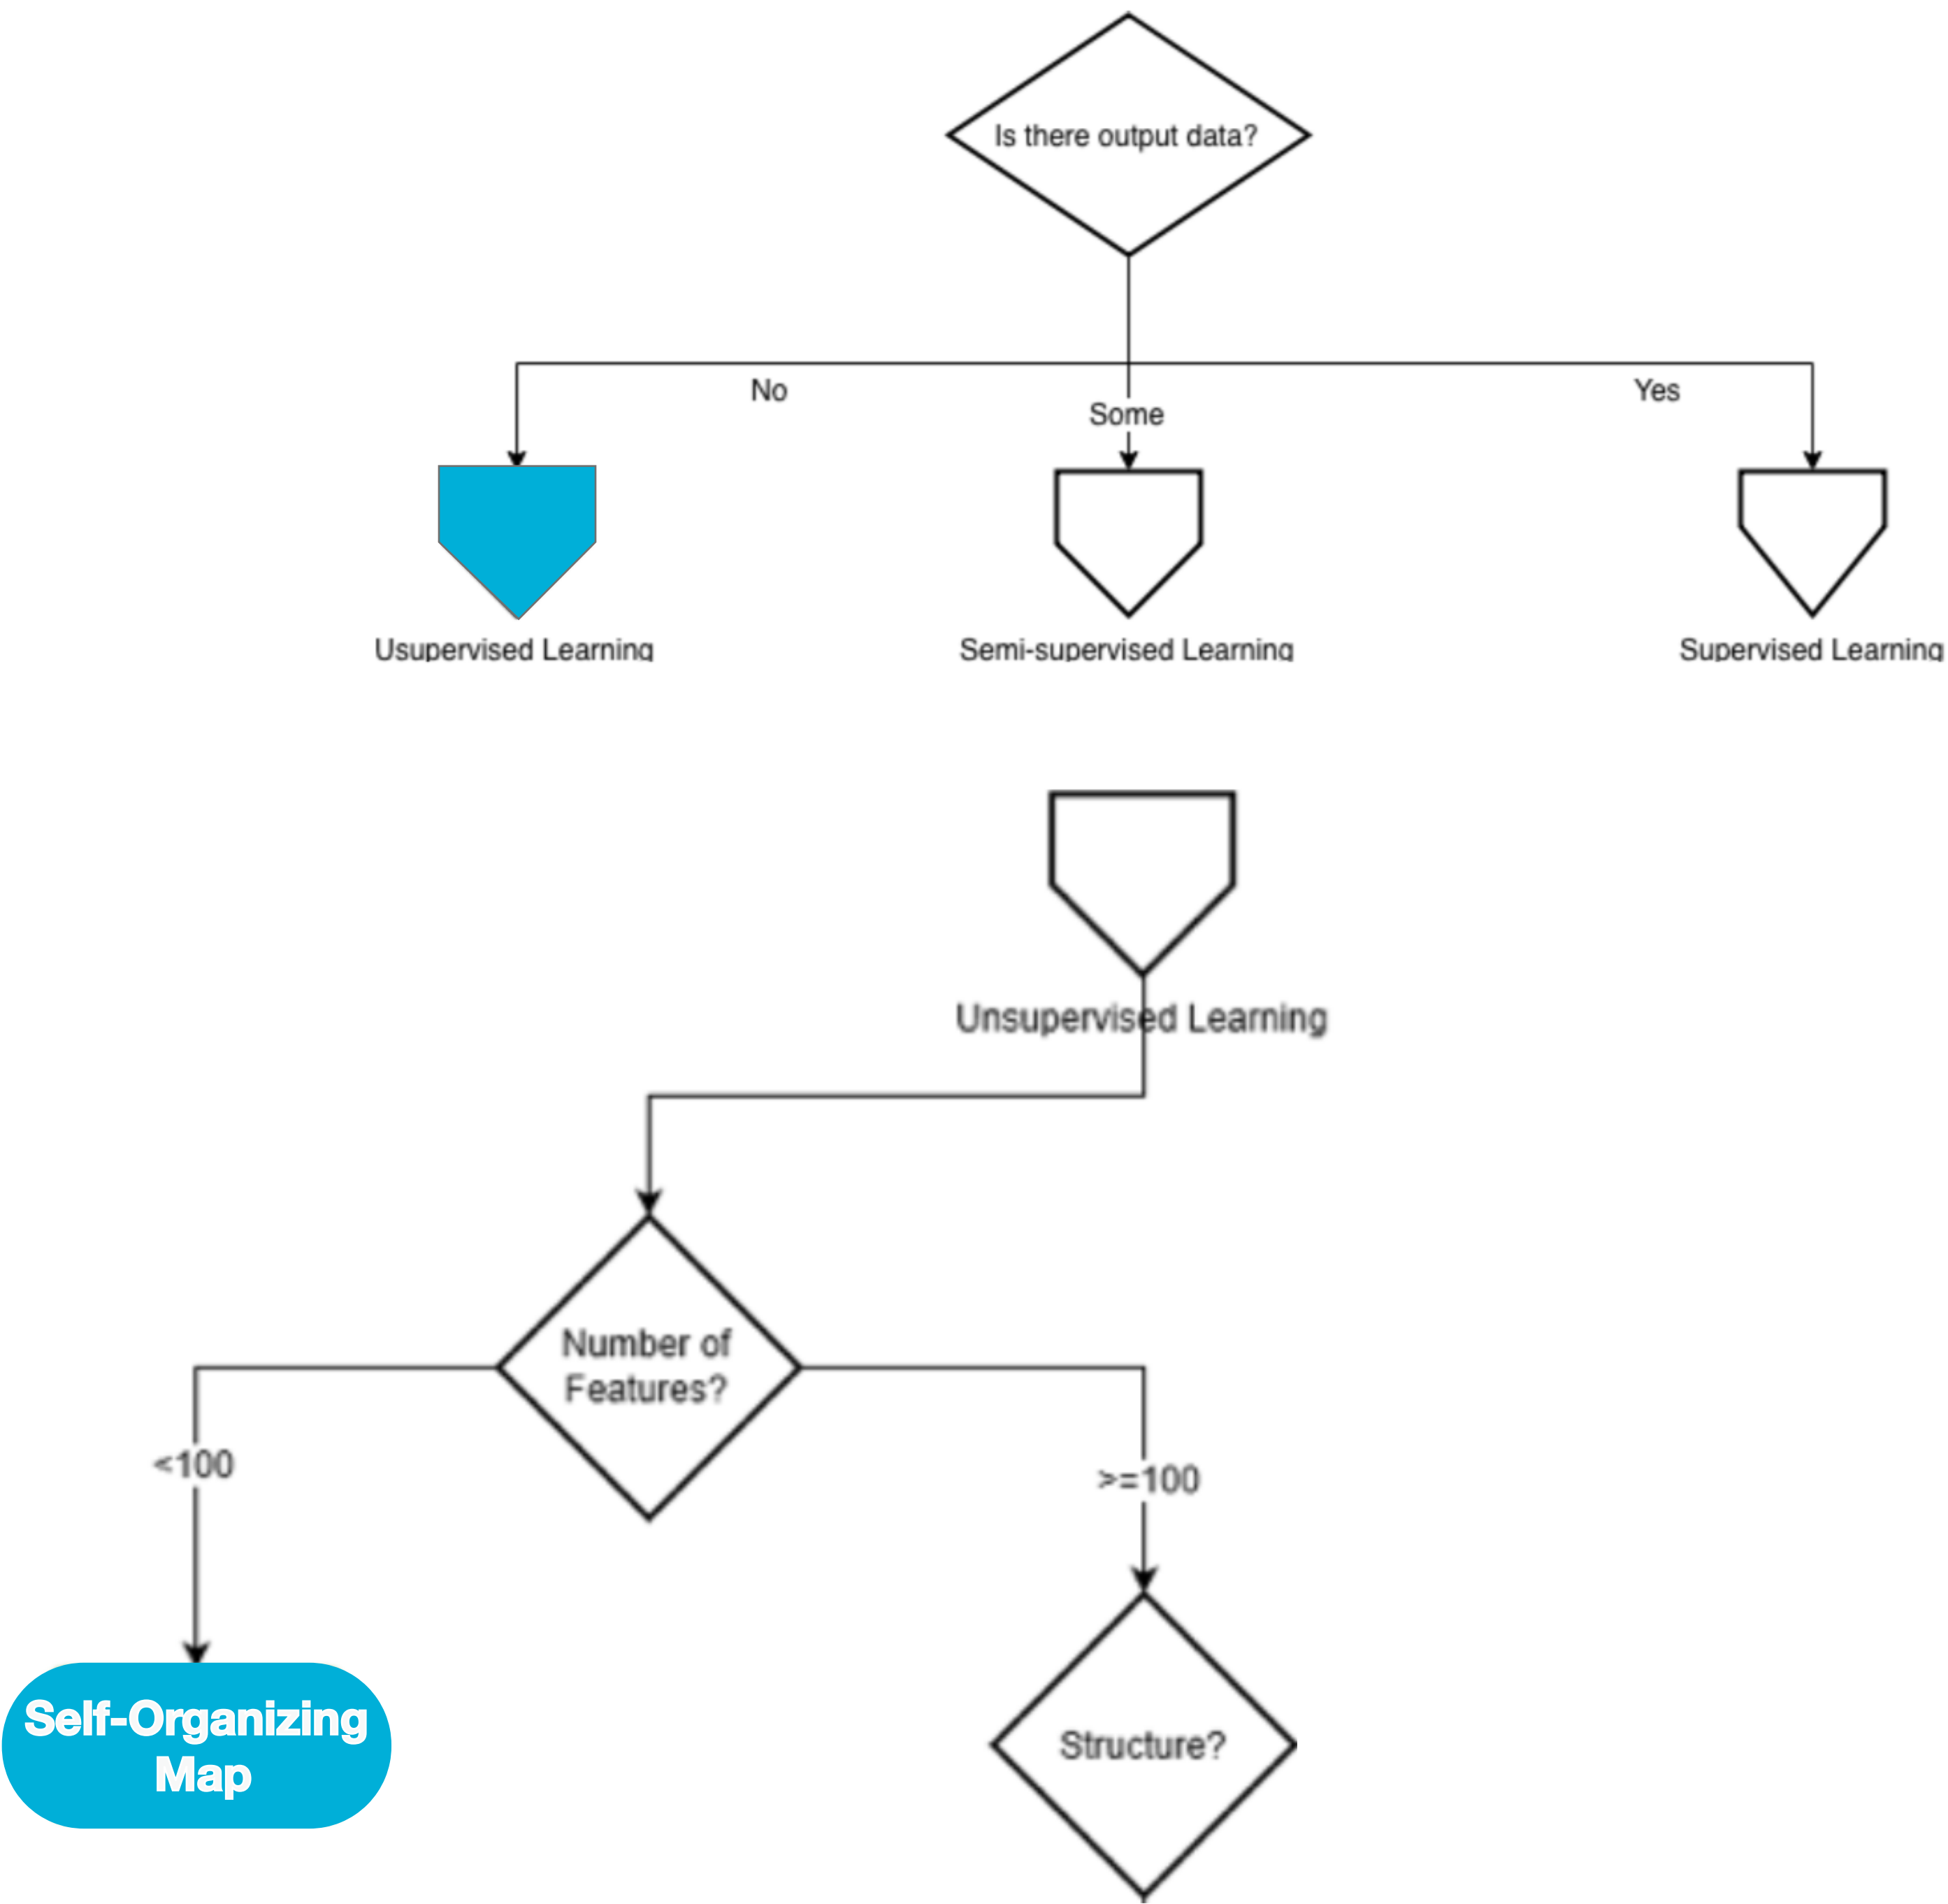 Is there output data?
No
Some
Yes
Usupervised Learning
Semi-supervised Learning
Supervised Learning
Unsupervised Learning
Number of
Features?
<100
>=100
Self-Organizing
Map
Structure?